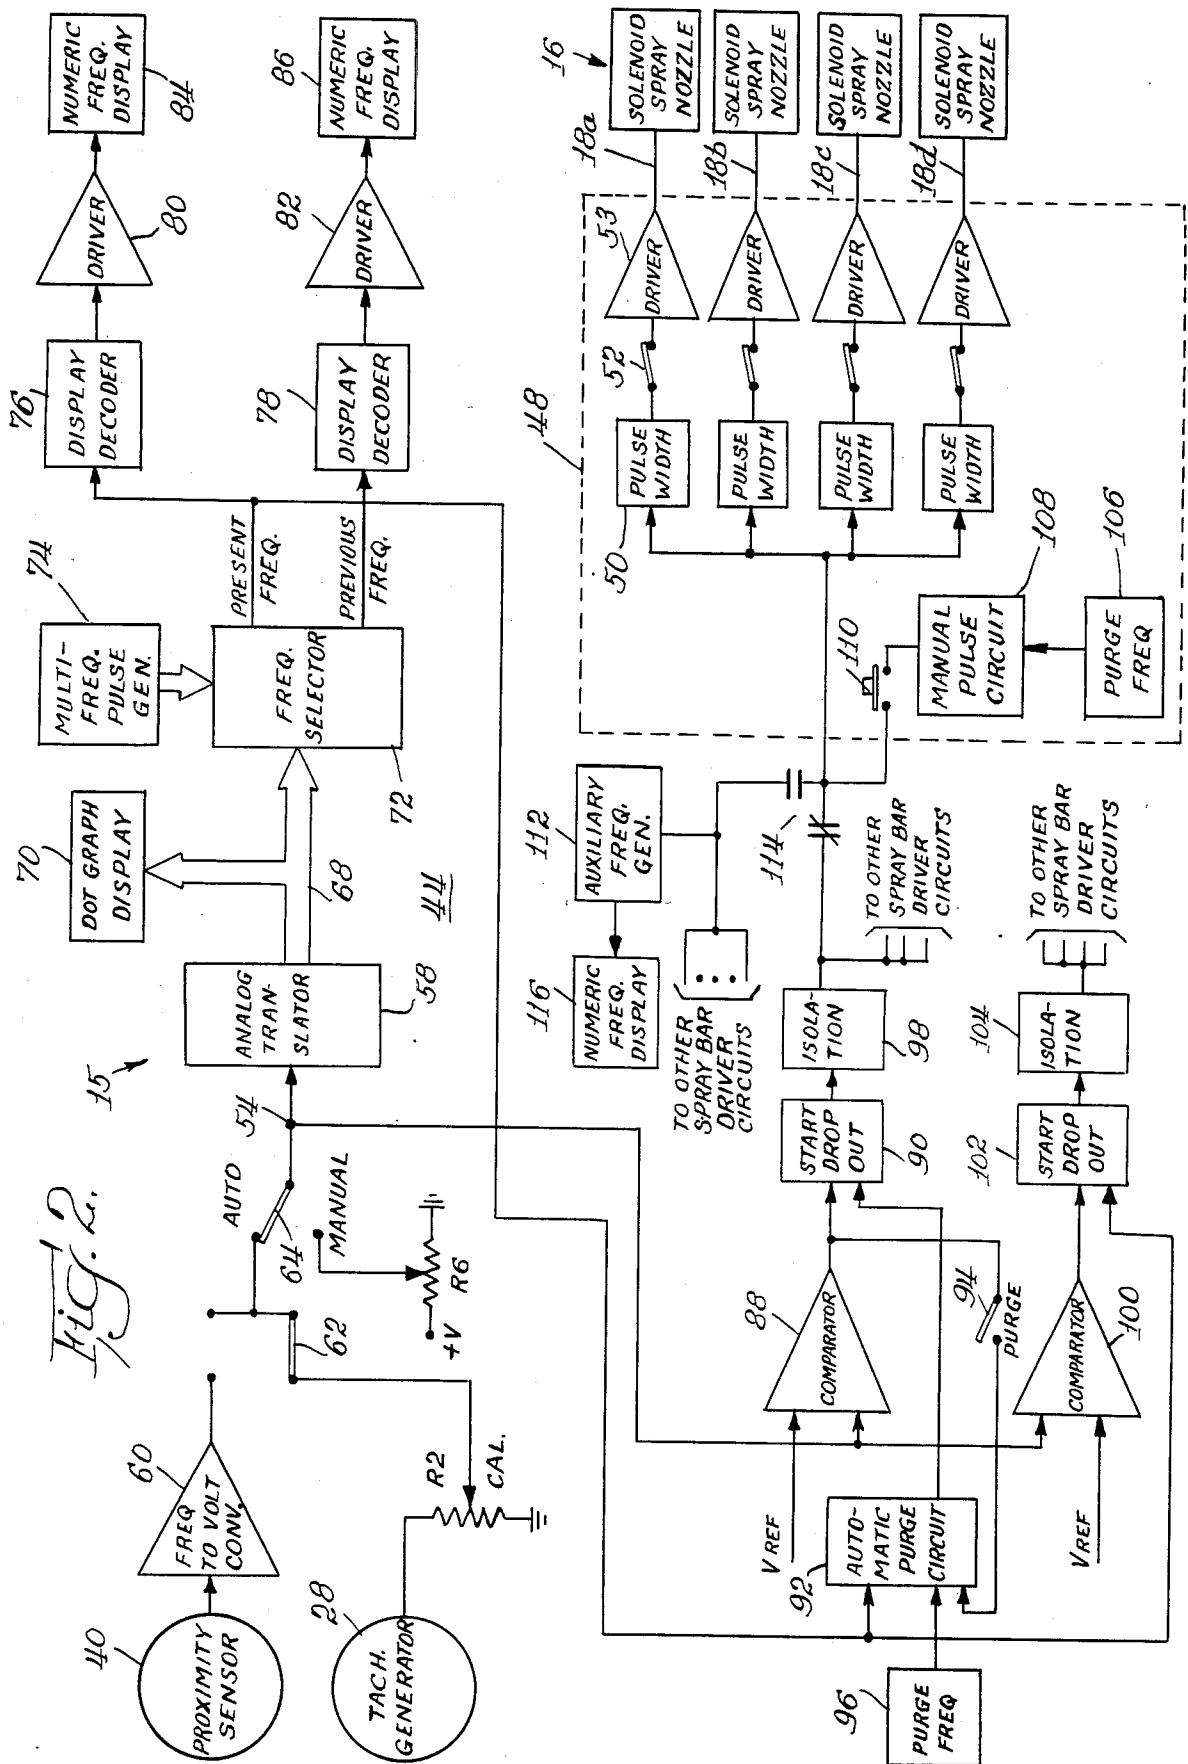 Fig. 2.
15
40
PROXIMITY
SENSOR
60
FREQ
TO VOLT
CONV.
28
TACH.
GENERATOR
R2
CAL.
62
AUTO
64
MANUAL
+V
R6
54
ANALOG
TRAN-
SLATOR
58
44
68
70
DOT GRAPH
DISPLAY
74
MULTI-
FREQ.
PULSE
GEN.
FREQ.
SELECTOR
72
PRESENT
FREQ.
PREVIOUS
FREQ.
76
DISPLAY
DECODER
78
DISPLAY
DECODER
DRIVER
80
82
DRIVER
NUMERIC
FREQ.
DISPLAY
84
86
NUMERIC
FREQ.
DISPLAY
96
PURGE
FREQ
92
AUTO-
MATIC
PURGE
CIRCUIT
V REF
88
COMPARATOR
94
PURGE
V REF
COMPARATOR
100
START
DROP
OUT
90
102
START
DROP
OUT
ISOLA-
TION
98
104
ISOLA-
TION
TO OTHER
SPRAY BAR
DRIVER
CIRCUITS
TO OTHER
SPRAY BAR
DRIVER
CIRCUITS
TO OTHER
SPRAY BAR
DRIVER
CIRCUITS
112
AUXILIARY
FREQ.
GEN.
116
NUMERIC
FREQ.
DISPLAY
114
110
MANUAL
PULSE
CIRCUIT
108
PURGE
FREQ
106
48
50
PULSE
WIDTH
PULSE
WIDTH
PULSE
WIDTH
PULSE
WIDTH
52
53
DRIVER
DRIVER
DRIVER
DRIVER
18a
18b
18c
18d
16
SOLENOID
SPRAY
NOZZLE
SOLENOID
SPRAY
NOZZLE
SOLENOID
SPRAY
NOZZLE
SOLENOID
SPRAY
NOZZLE